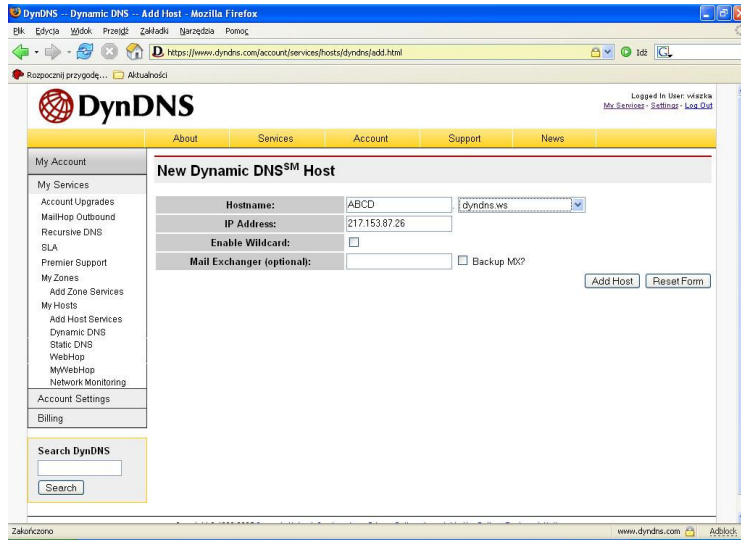 DynDNS -- Dynamic DNS -- Add Host - Mozilla Firefox
Plik Edycja Widok Przejdź Zakładki Narzędzia Pomoc
https://www.dyndns.com/account/services/hosts/dyndns/add.html
Idź
Rozpocznij przygodę... Aktualności
DynDNS
Logged In User: wiszka
My Services - Settings - Log Out
About Services Account Support News
My Account
My Services
Account Upgrades
MailHop Outbound
Recursive DNS
SLA
Premier Support
My Zones
Add Zone Services
My Hosts
Add Host Services
Dynamic DNS
Static DNS
WebHop
MyWebHop
Network Monitoring
Account Settings
Billing
Search DynDNS
Search
New Dynamic DNS SM Host
Hostname: ABCD . dyndns.ws
IP Address: 217.153.87.26
Enable Wildcard:
Mail Exchanger (optional): Backup MX?
Add Host Reset Form
Zakończono
www.dyndns.com Adblock